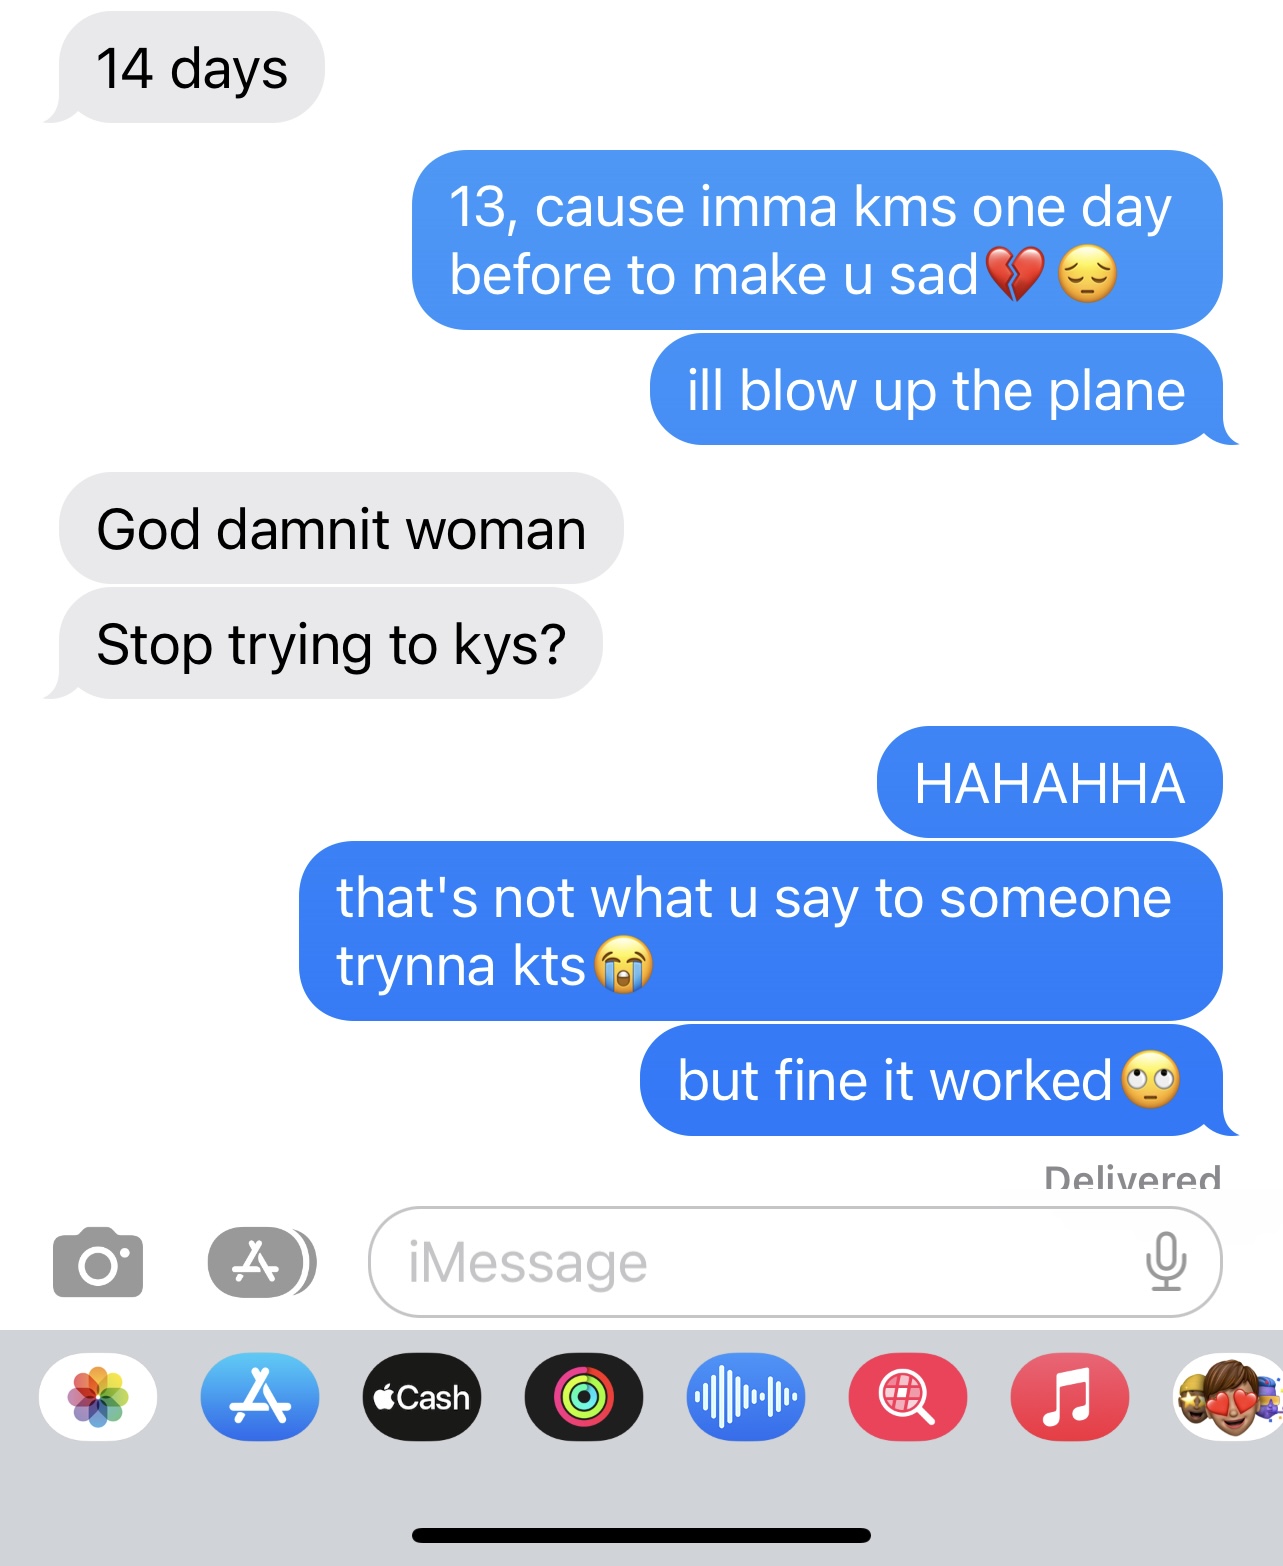 14 days
13, cause imma kms one day
before to make u sad💔😔
ill blow up the plane
God damnit woman
Stop trying to kys?
HAHAHHA
that's not what u say to someone
trynna kts😭
but fine it worked🙄
Delivered
iMessage
Cash